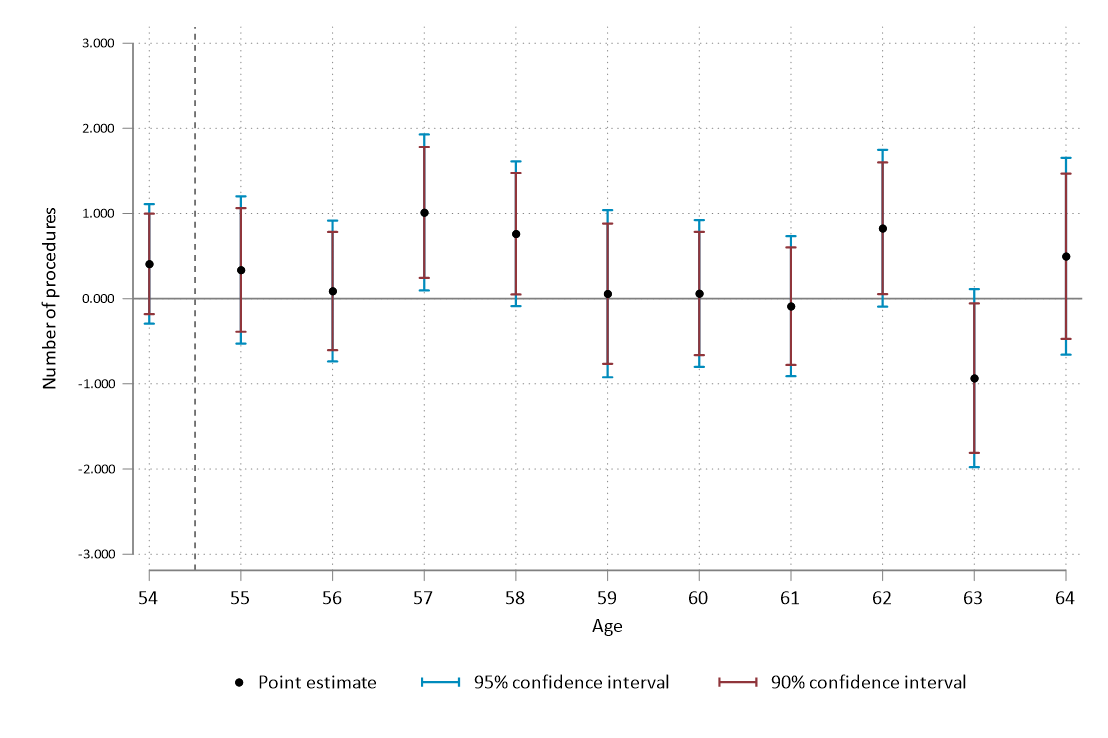 3.000
2.000
1.000
0.000
-1.000
-2.000
-3.000
Number of procedures
54 55 56 57 58 59 60 61 62 63 64
Age
Point estimate 95% confidence interval 90% confidence interval